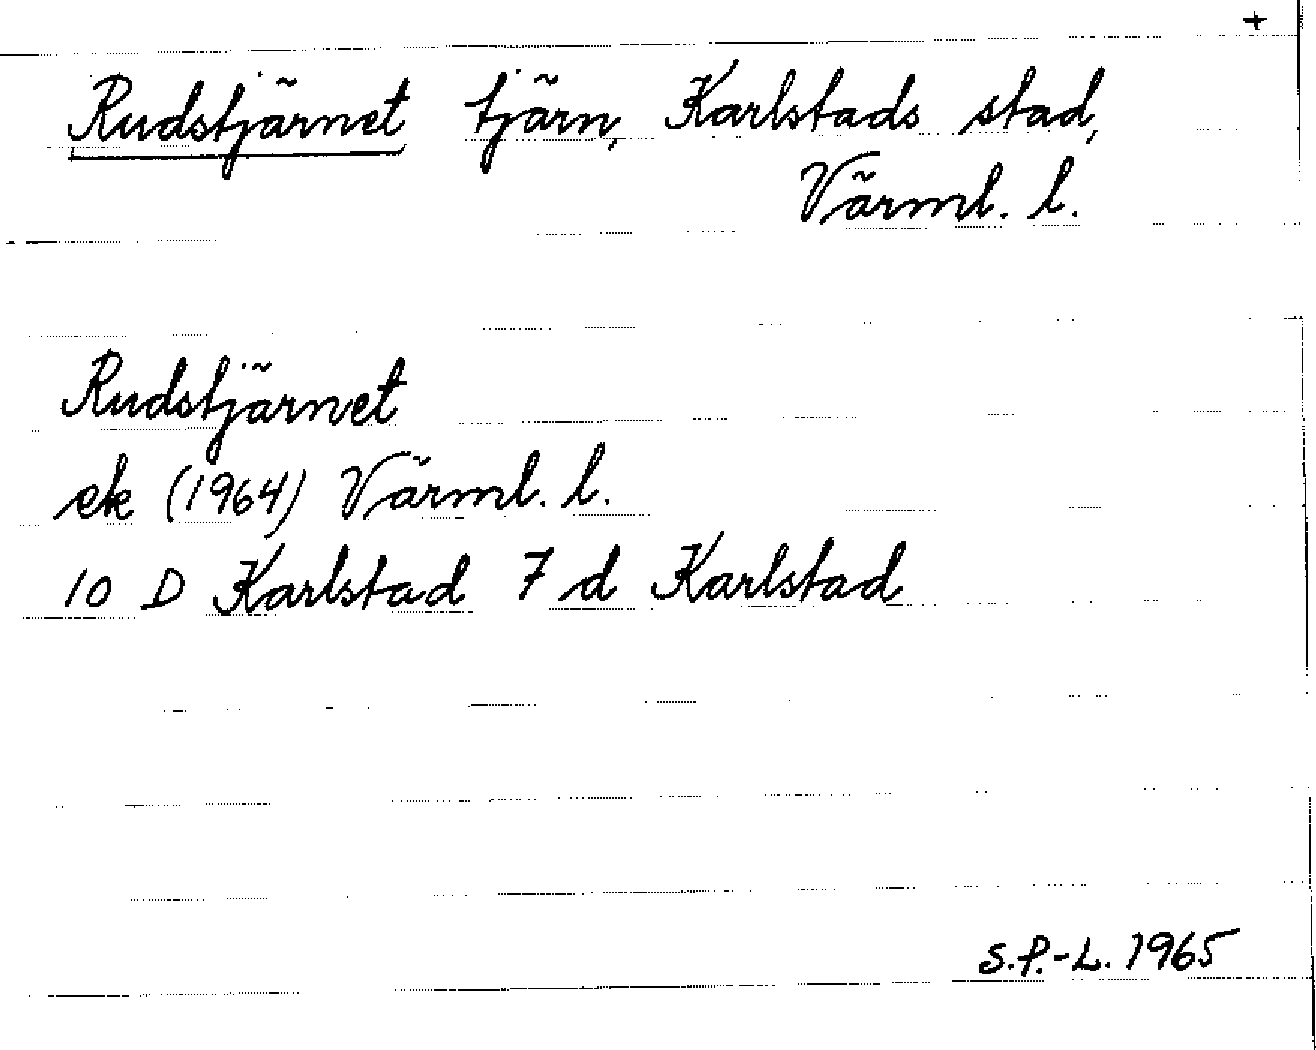 +
Rudstjärnet tjärn, Karlstads stad,
Värml. l.
Rudstjärnet
ek (1964) Värml. l.
10 D Karlstad 7 d Karlstad
S.P.-L. 1965